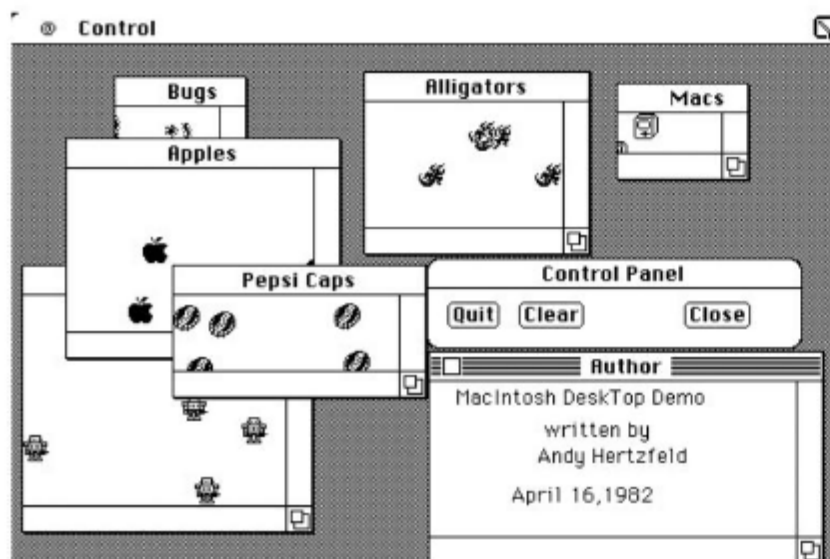 Control
Bugs
Alligators
Macs
Apples
Pepsi Caps
Control Panel
Quit Clear Close
Author
MacIntosh DeskTop Demo
written by
Andy Hertzfeld
April 16,1982